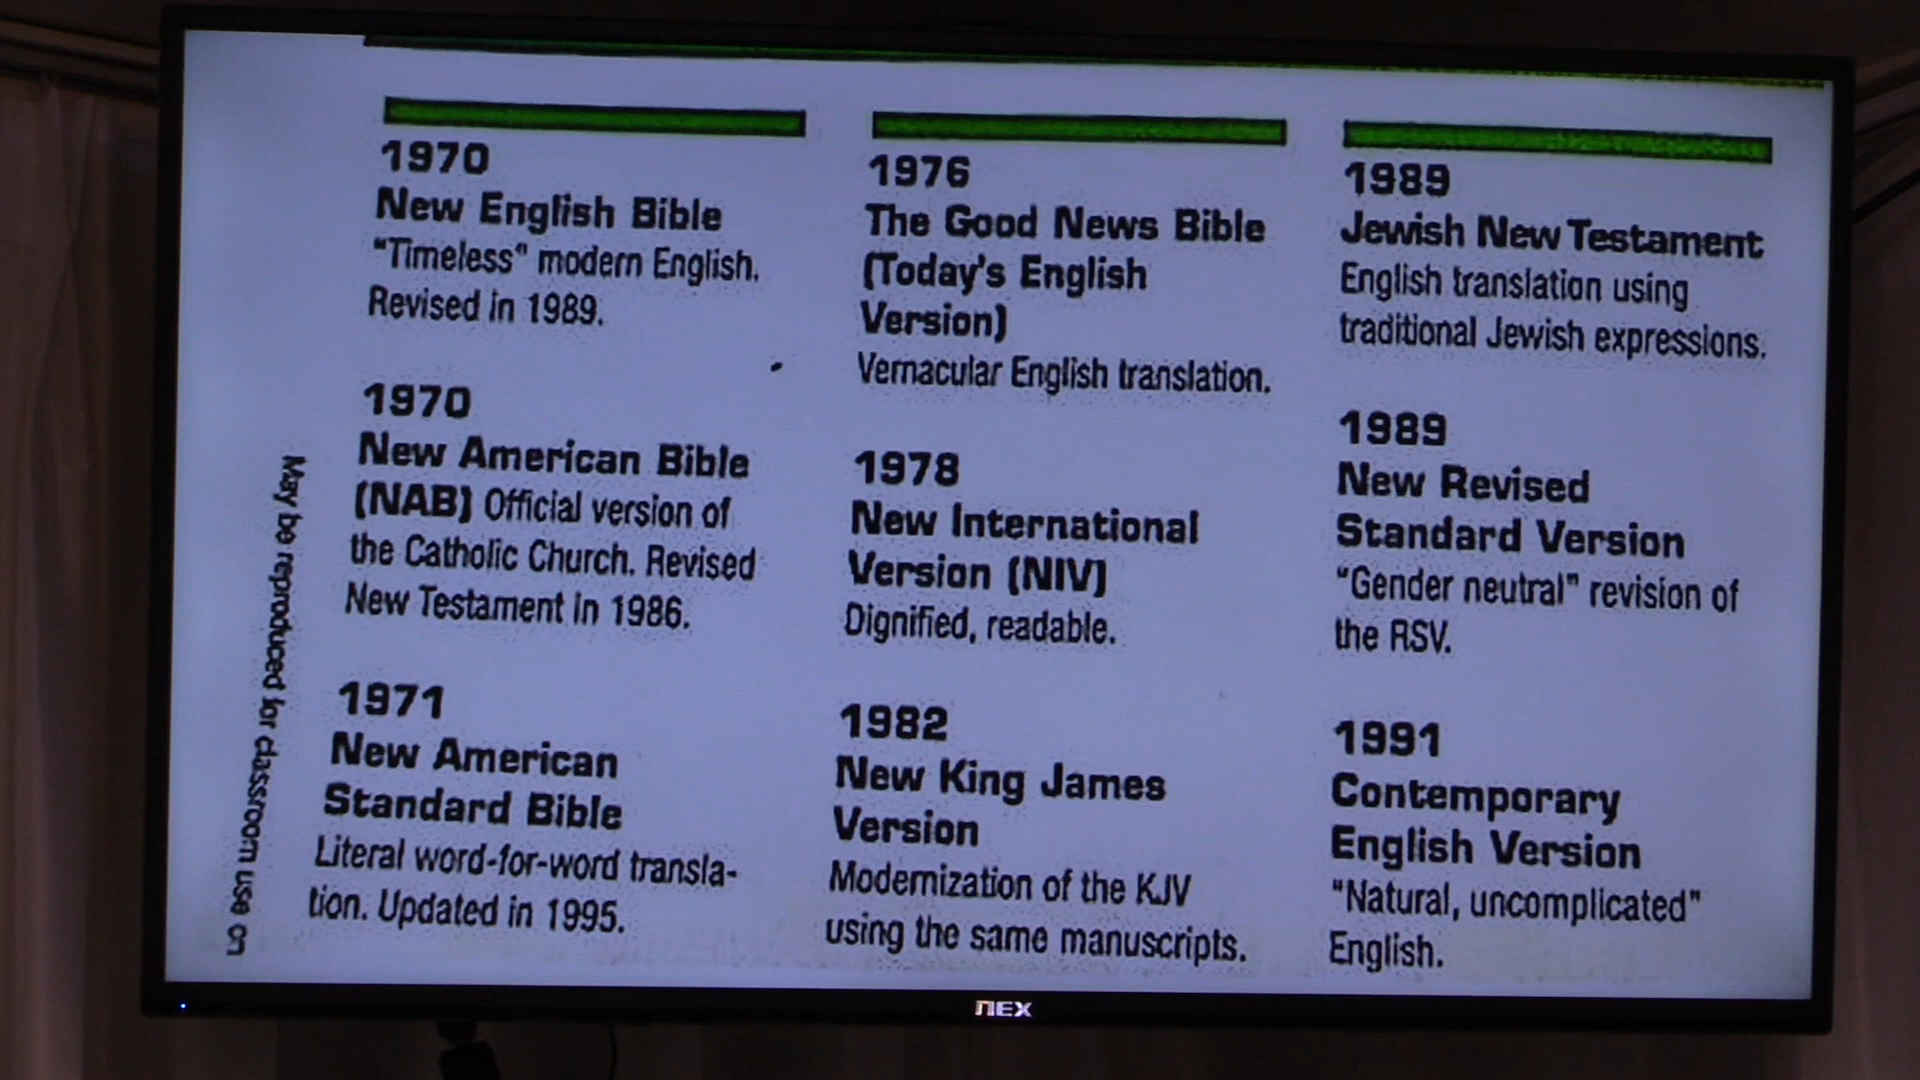 1970
New English Bible
"Timeless" modern English.
Revised in 1989.
1970
New American Bible
(NAB) Official version of
the Catholic Church. Revised
New Testament in 1986.
1971
New American
Standard Bible
Literal word-for-word transla-
tion. Updated in 1995.
1976
The Good News Bible
(Today's English
Version)
Vernacular English translation.
1978
New International
Version (NIV)
Dignified, readable.
1982
New King James
Version
Modernization of the KJV
using the same manuscripts.
1989
Jewish New Testament
English translation using
traditional Jewish expressions.
1989
New Revised
Standard Version
"Gender neutral" revision of
the RSV.
1991
Contemporary
English Version
"Natural, uncomplicated"
English.
May be reproduced for classroom use
NEX